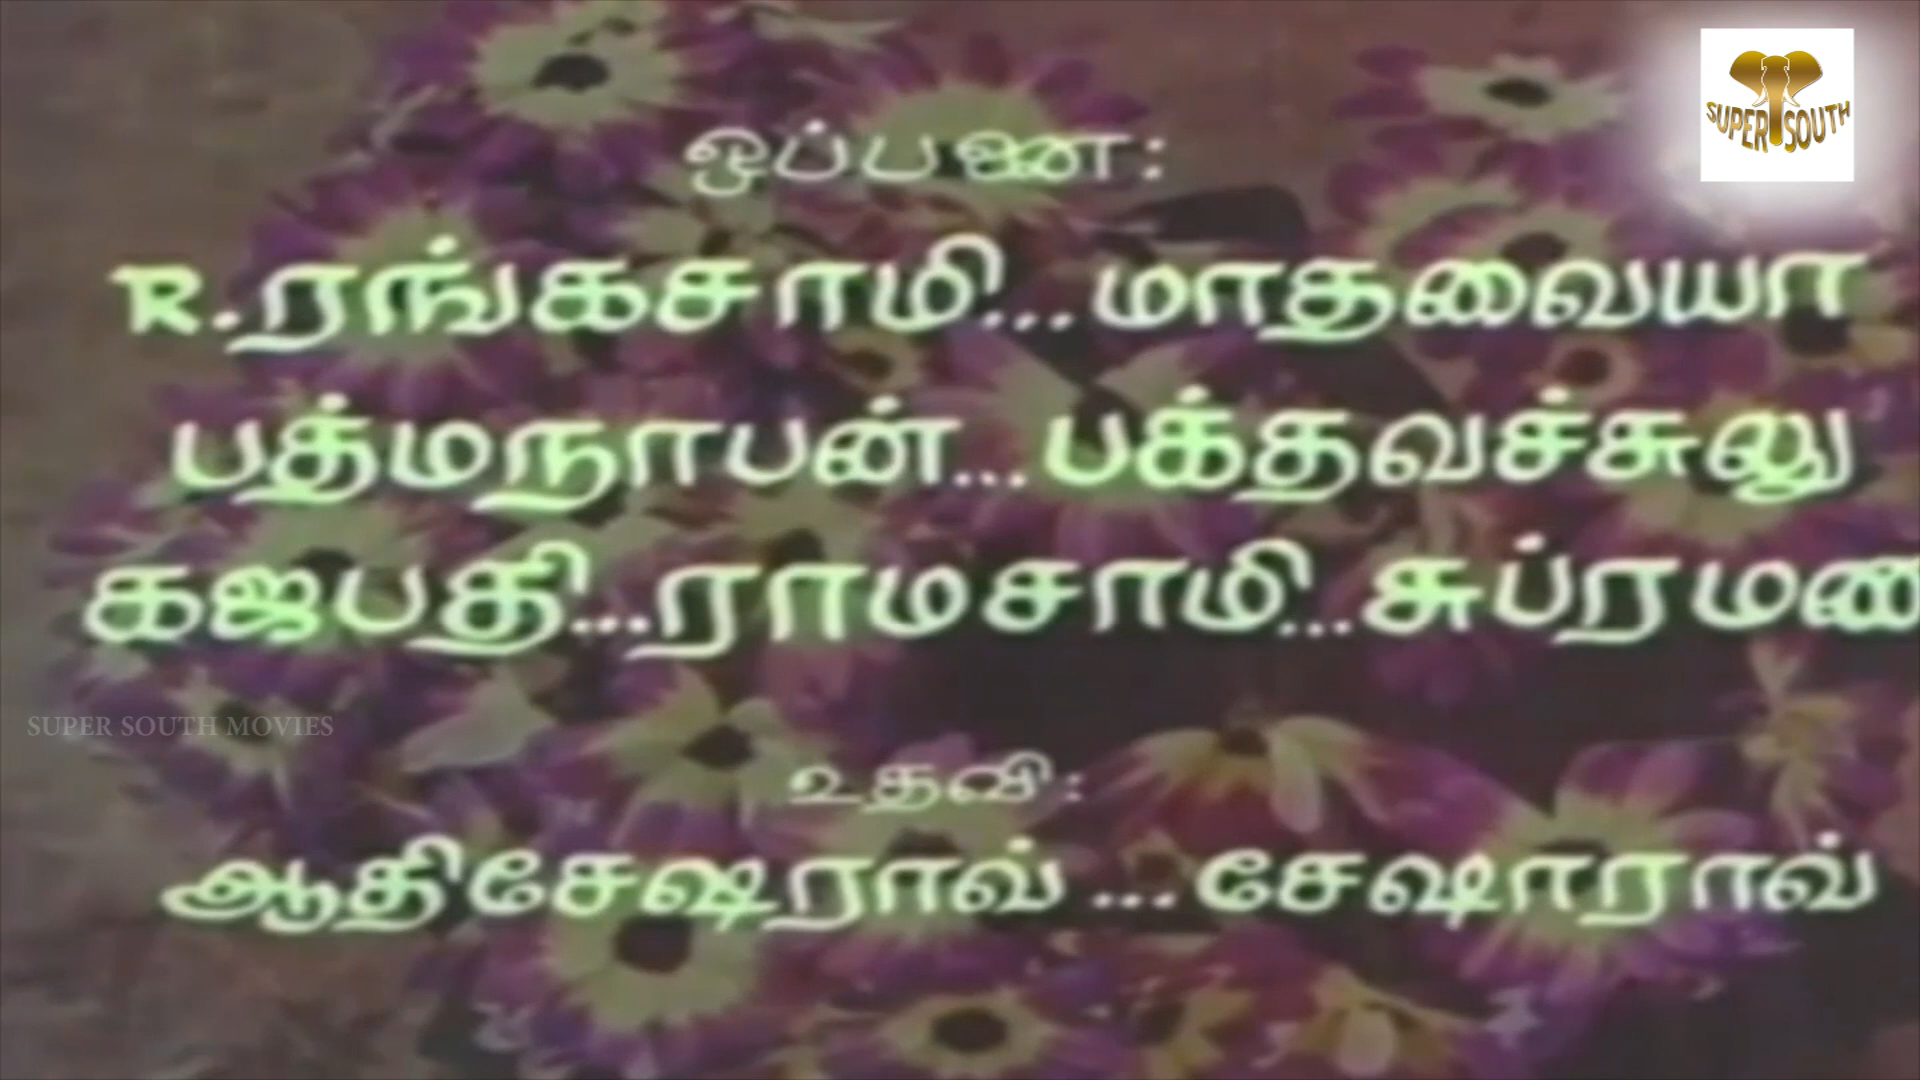 SUPER SOUTH
ஒப்பனை:
R.ரங்கசாமி...மாதவையா
பத்மநாபன்...பக்தவச்சுலு
கஜபதி...ராமசாமி...சுப்ரமணி
SUPER SOUTH MOVIES
உதவி:
ஆதிசேஷராவ்...சேஷாராவ்